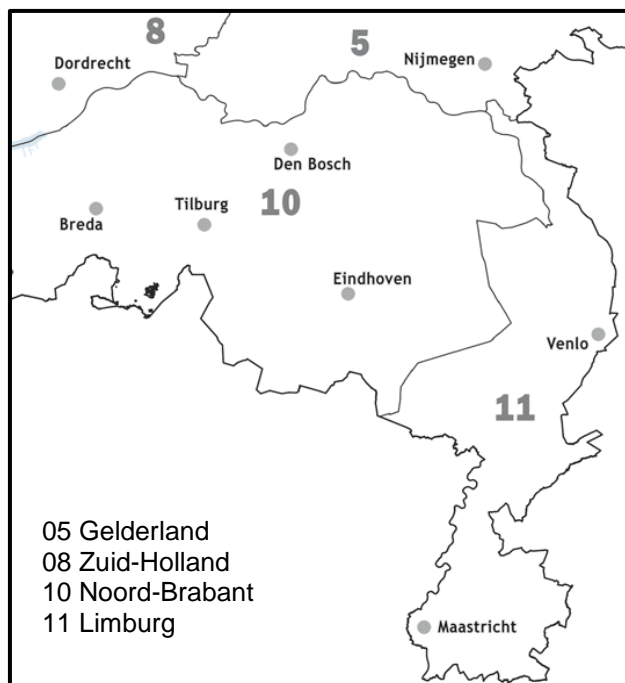 8
5
Dordrecht
Nijmegen
Den Bosch
Tilburg
10
Breda
Eindhoven
Venlo
11
05 Gelderland
08 Zuid-Holland
10 Noord-Brabant
11 Limburg
Maastricht